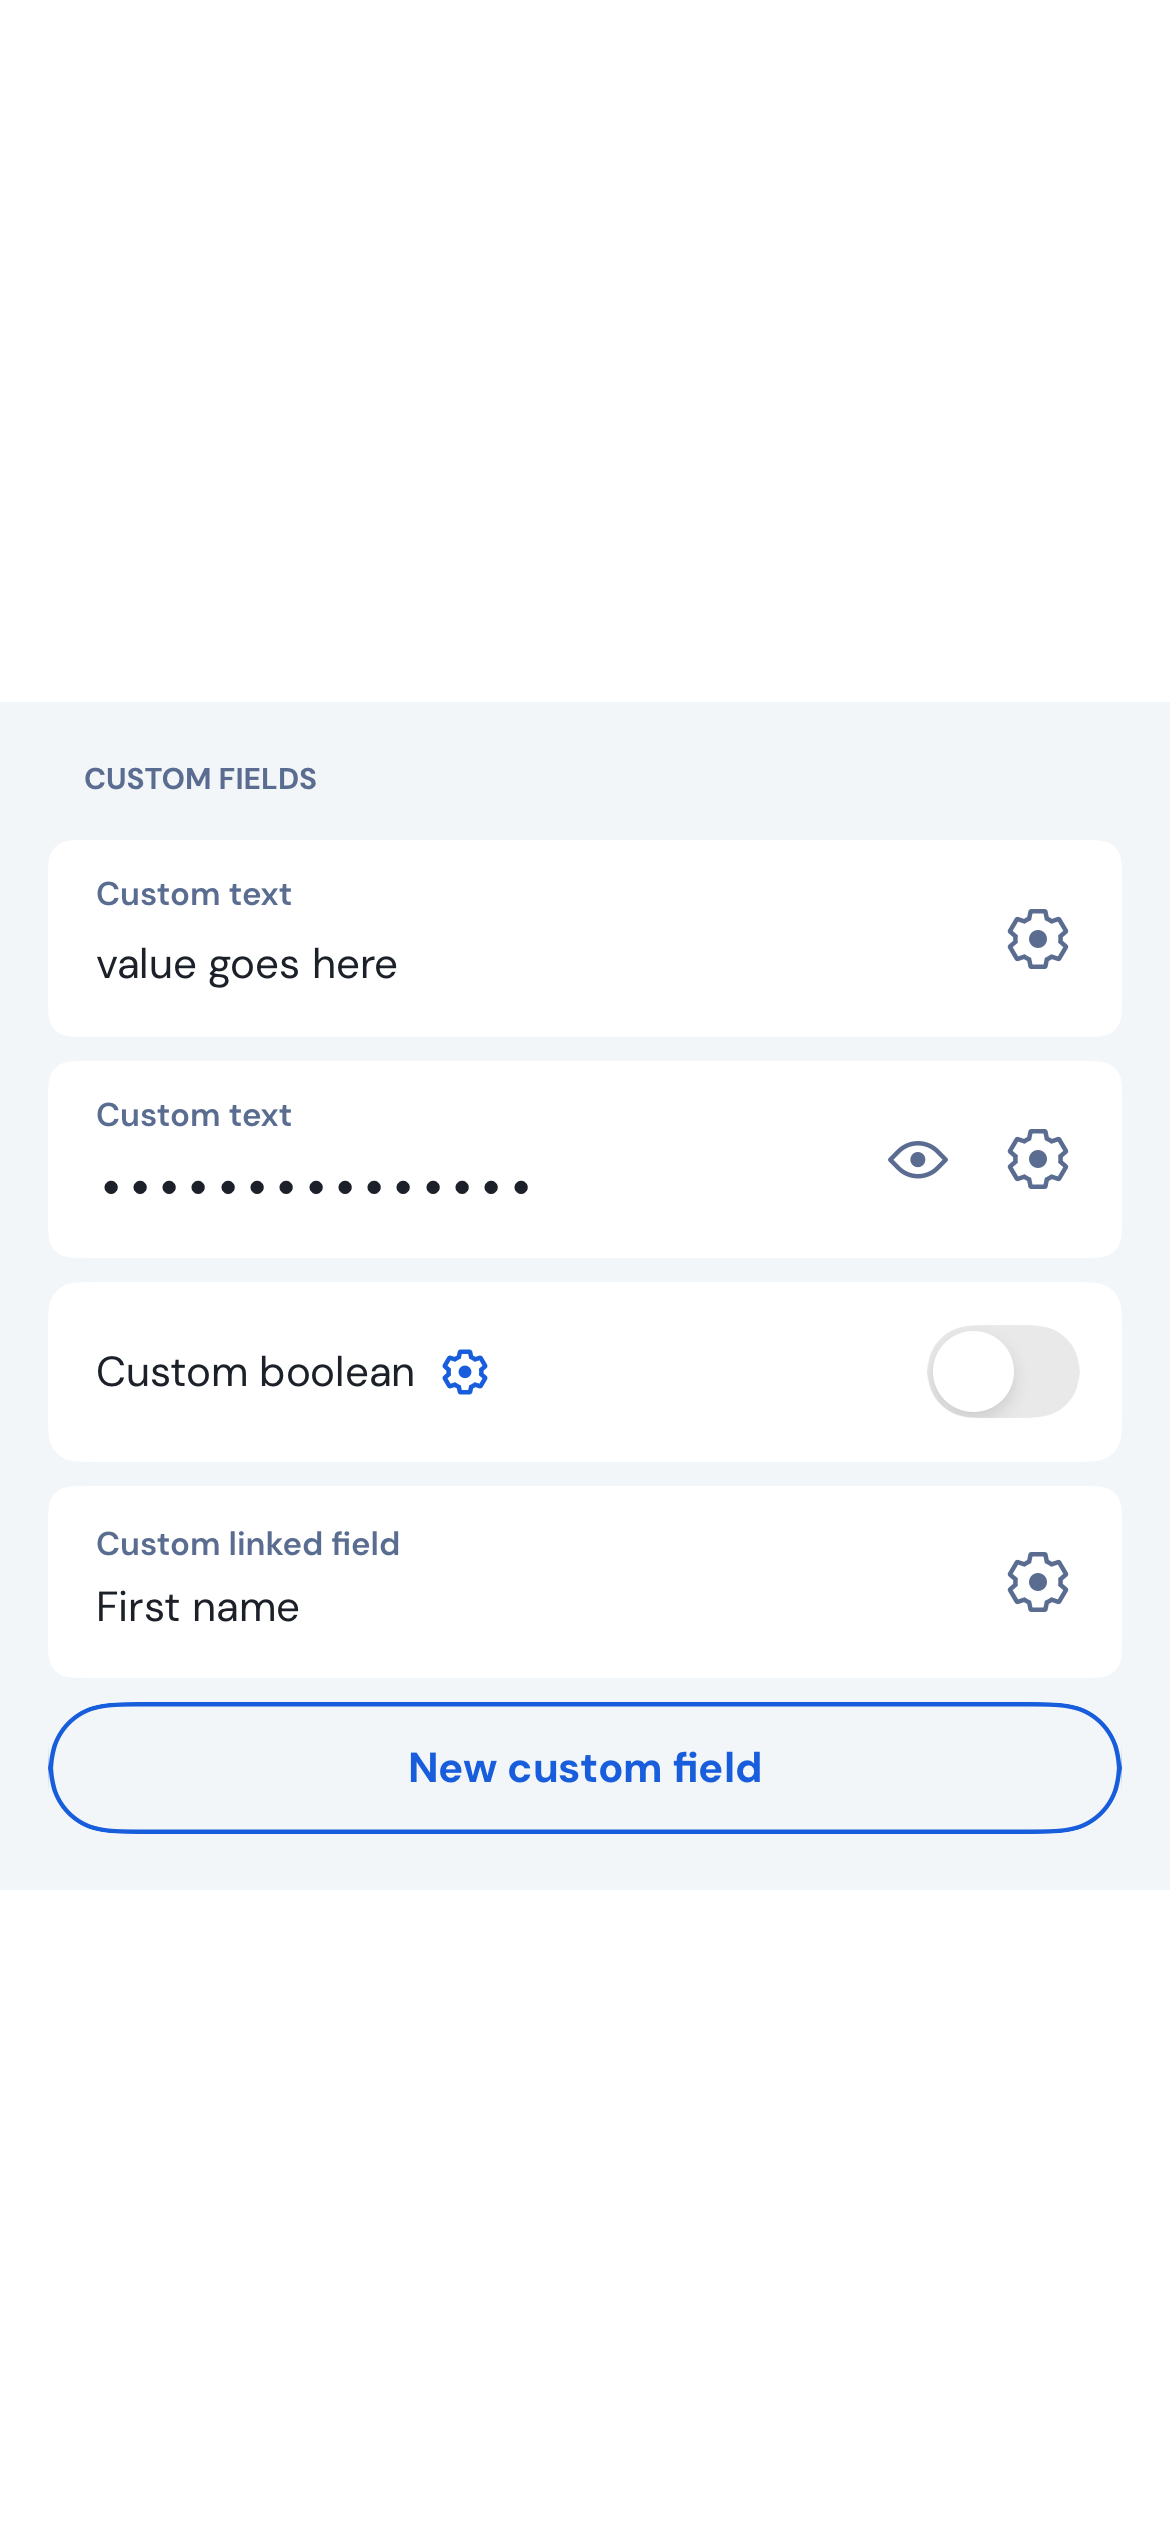 CUSTOM FIELDS
Custom text
value goes here
Custom text
•••••••••••••••
Custom boolean
Custom linked field
First name
New custom field